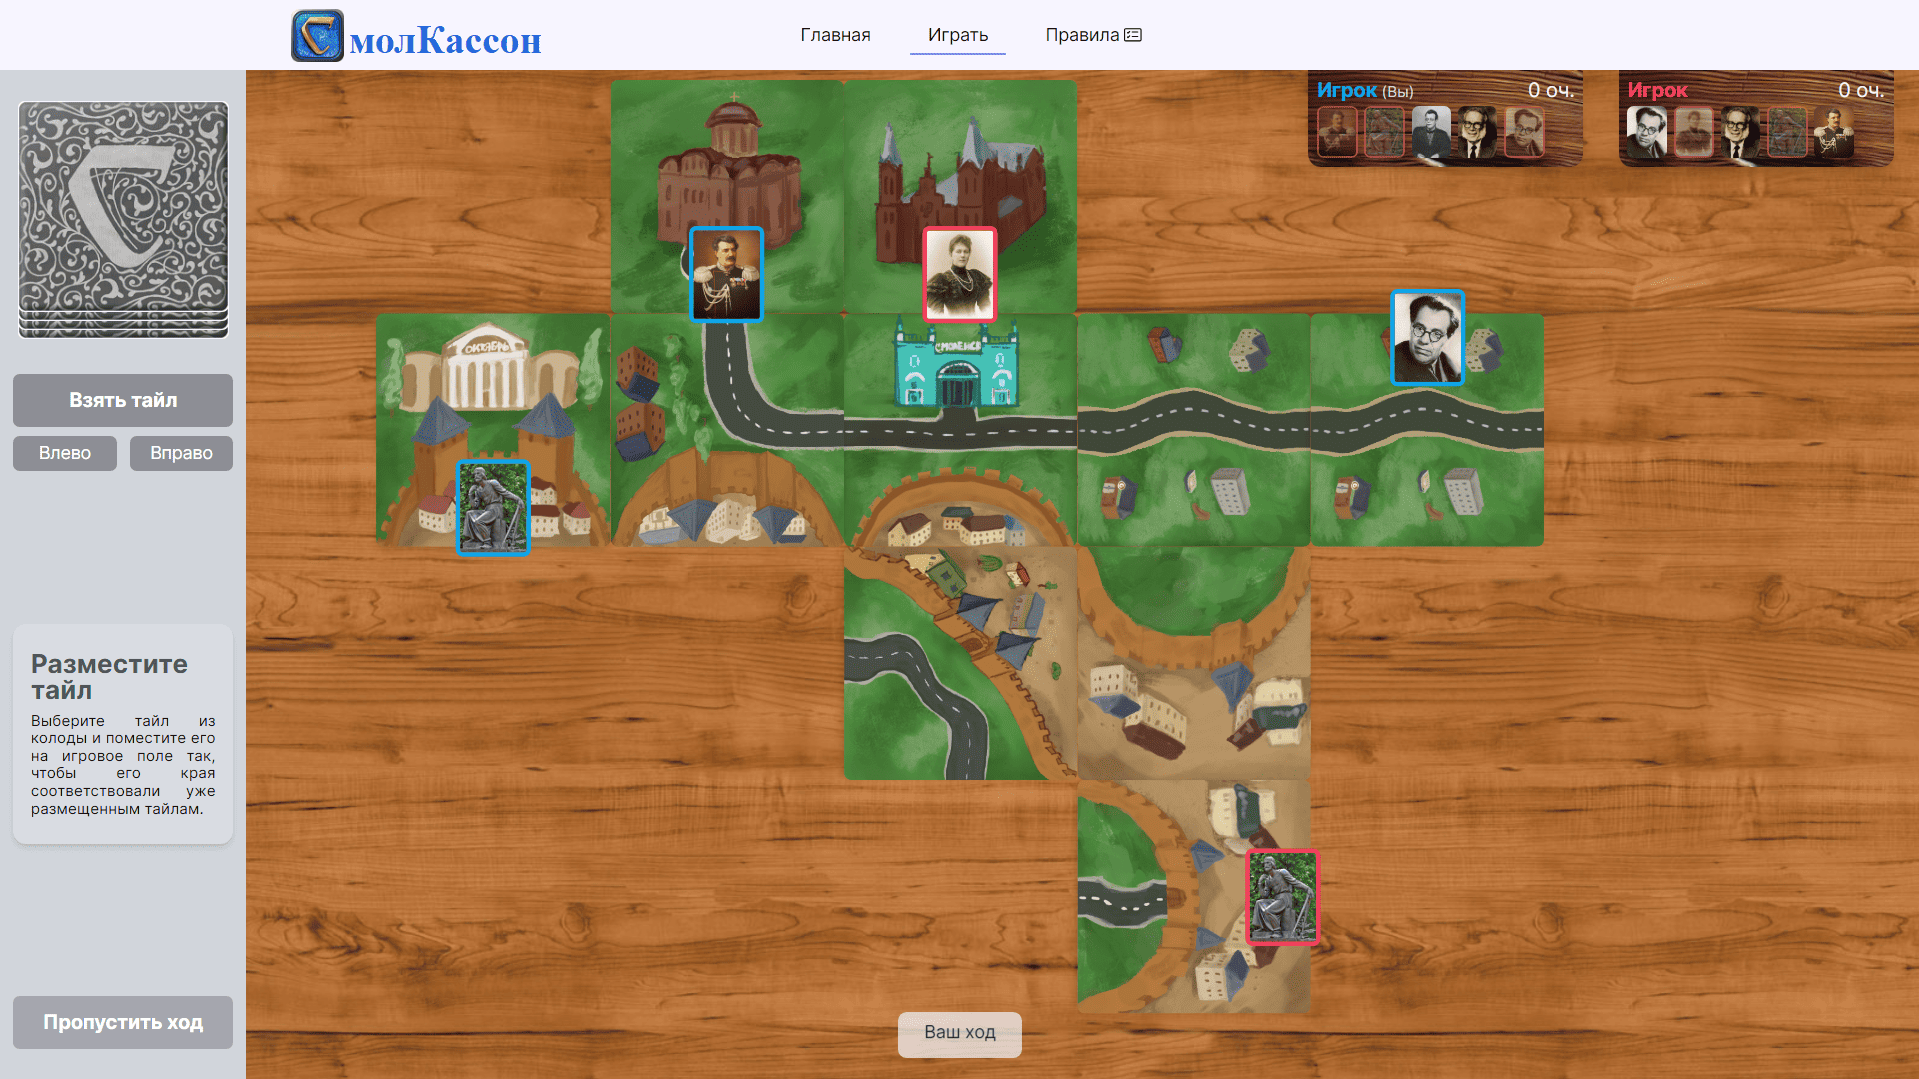 СмолКассон
Главная
Играть
Правила
Игрок (Вы) 0 оч.
Игрок 0 оч.
Взять тайл
Влево
Вправо
Разместите
тайл
Выберите тайл из
колоды и поместите его
на игровое поле так,
чтобы его края
соответствовали уже
размещенным тайлам.
Пропустить ход
ОКТЯБРЬ
СМОЛЕНСК
Ваш ход